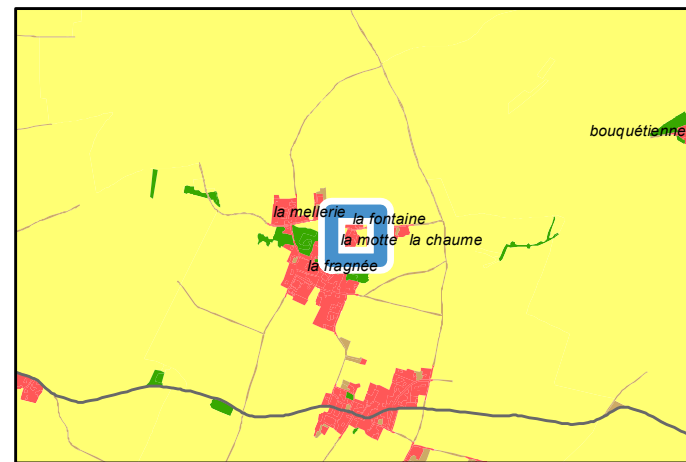 bouquétienne
la mellerie
la fontaine
la motte
la chaume
la fragnée